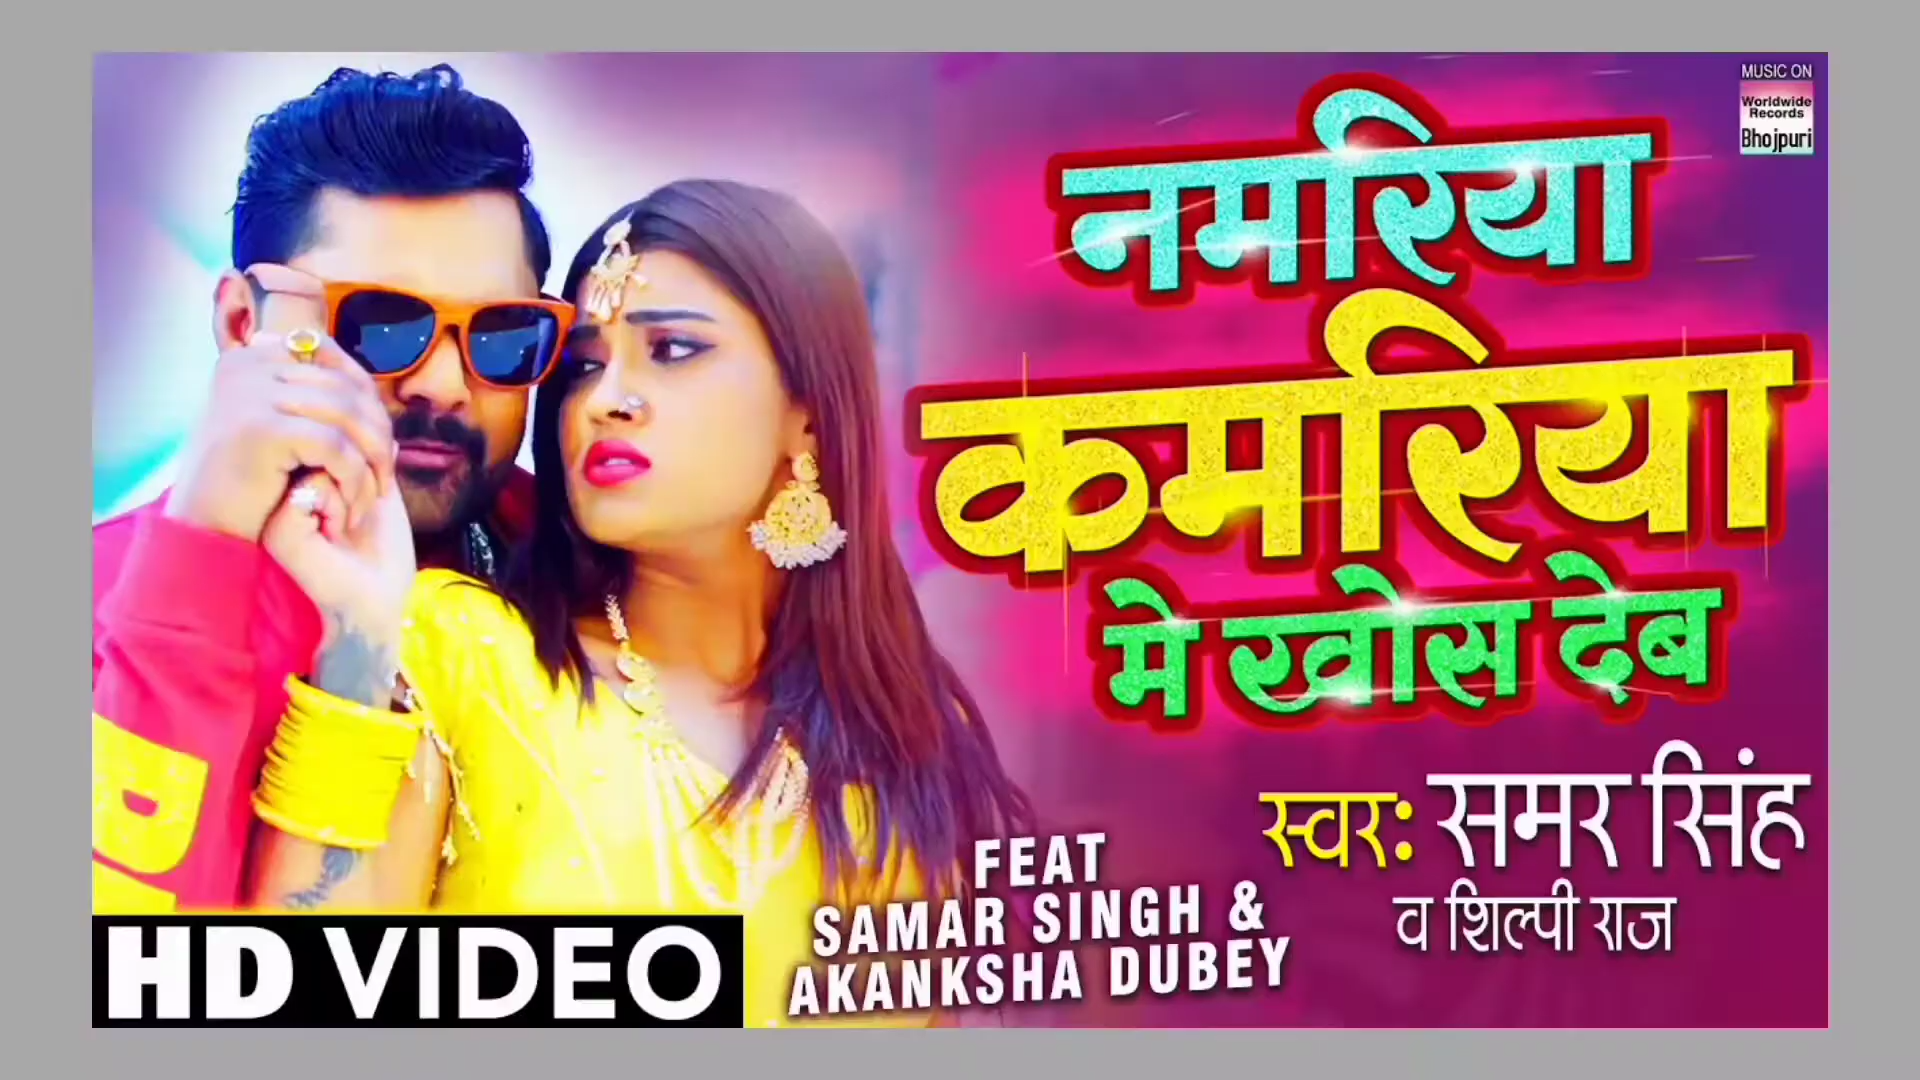 MUSIC ON
Worldwide
Records
Bhojpuri
नमरिया
कमरिया
मे खोस देब
स्वरः समर सिंह
व शिल्पी राज
FEAT
SAMAR SINGH &
AKANKSHA DUBEY
HD VIDEO